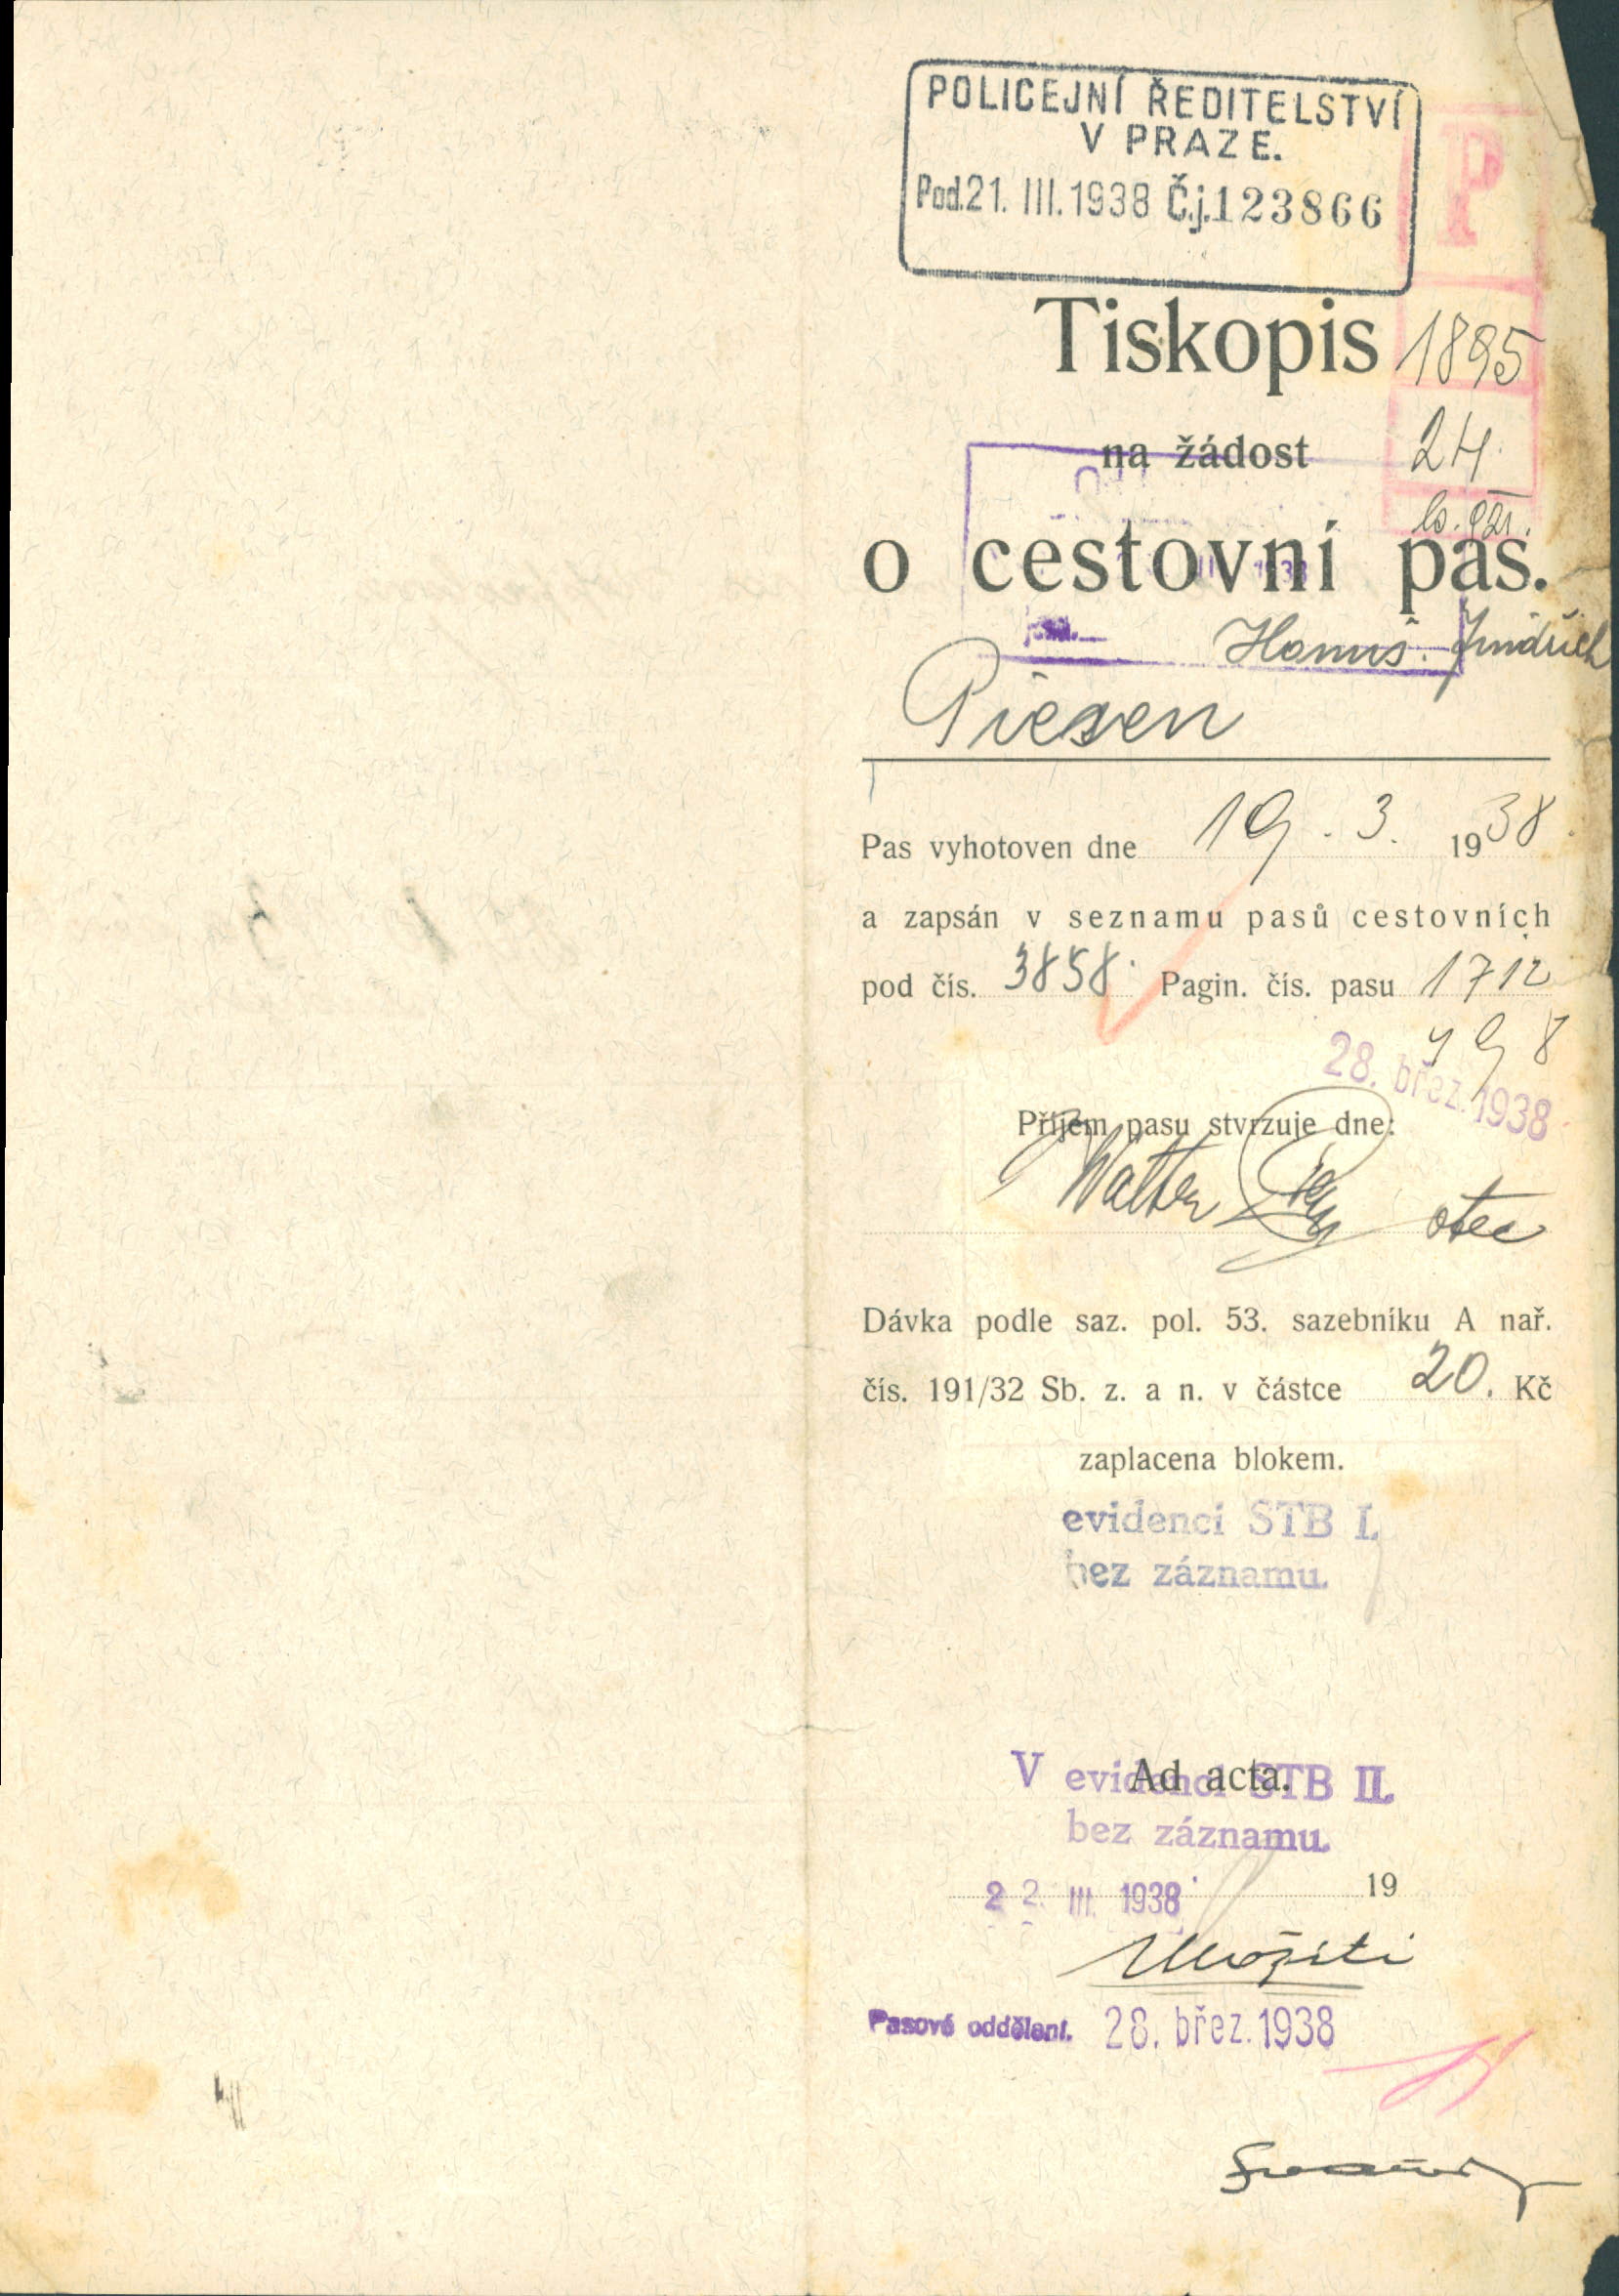 POLICEJNÍ ŘEDITELSTVÍ
V PRAZE.
Pod. 21. III. 1938 Č.j. 123866
P
Tiskopis
1895
na žádost
24.
o cestovní pas.
1938
Hanuš Jindřich
Piesen
Pas vyhotoven dne 19. 3. 1938
a zapsán v seznamu pasů cestovních
pod čís. 3858. Pagin. čís. pasu 1712
798
28. břez. 1938
Příjem pasu stvrzuje dne:
Walter otec
Dávka podle saz. pol. 53. sazebníku A nař.
čís. 191/32 Sb. z. a n. v částce 20. Kč
zaplacena blokem.
evidenci STB I.
bez záznamu.
Ad acta.
V evidenci STB II.
bez záznamu.
22. III. 1938 19
Uložiti
Pasové oddělení. 28. břez. 1938